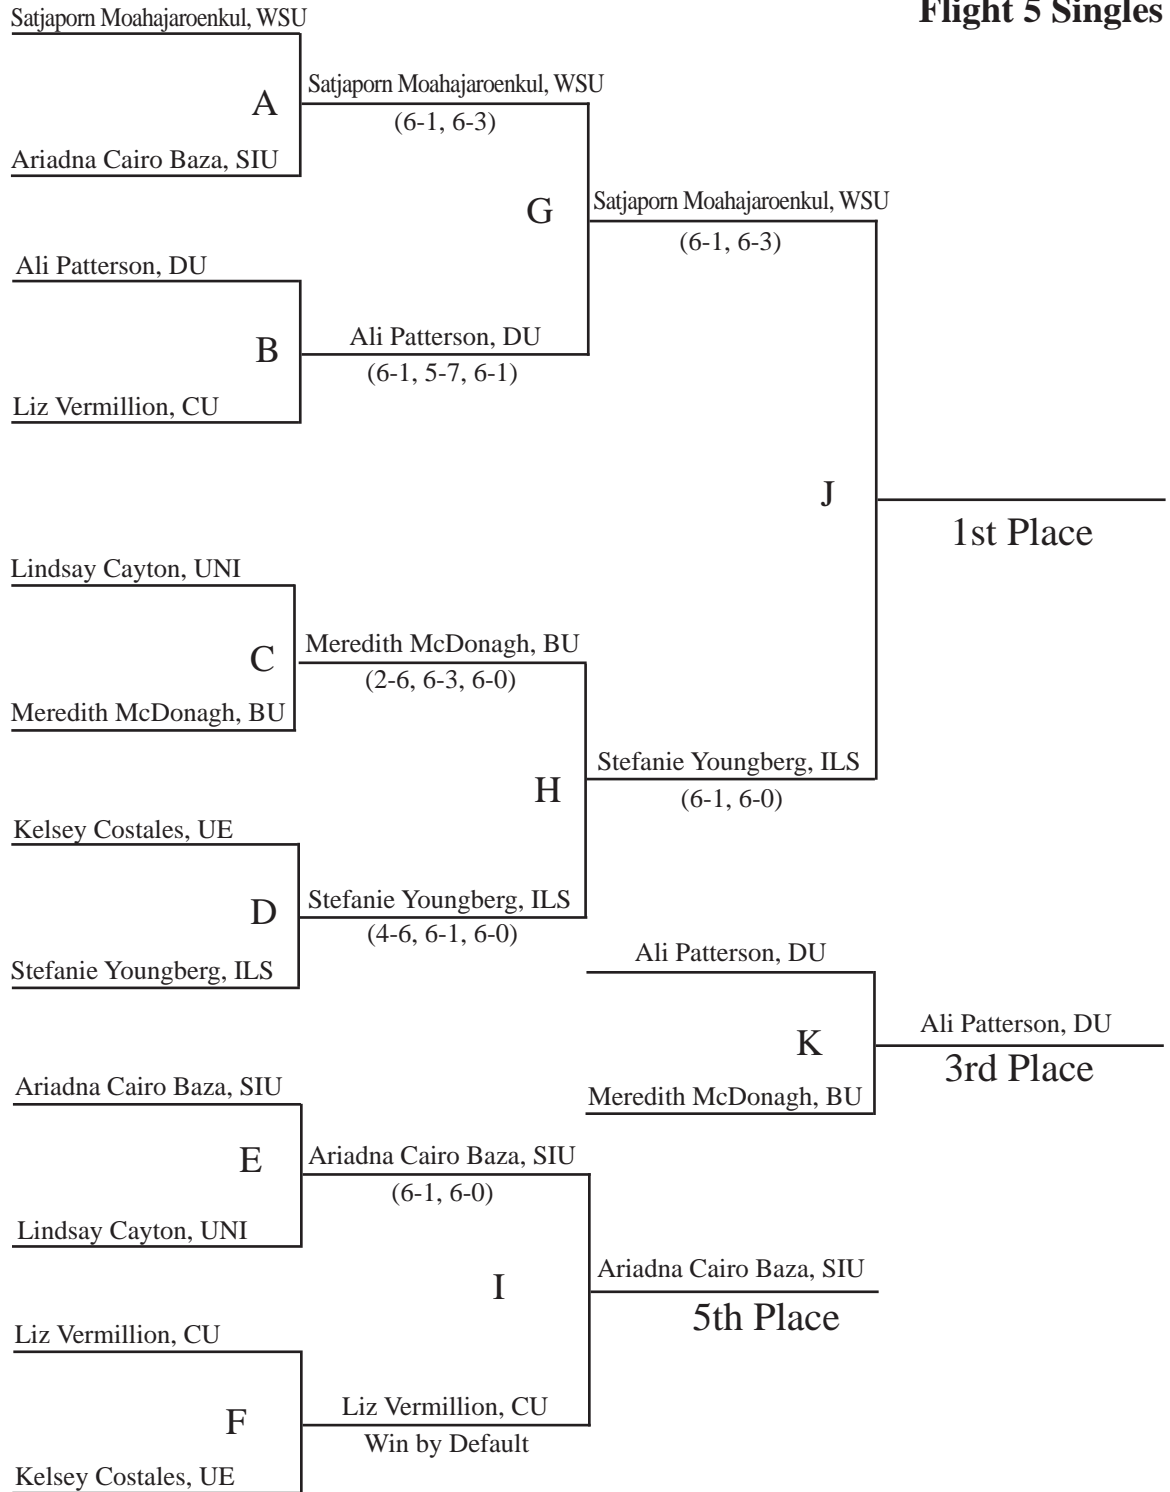 Flight 5 Singles
Satjaporn Moahajaroenkul, WSU
A
Ariadna Cairo Baza, SIU
Satjaporn Moahajaroenkul, WSU
(6-1, 6-3)
Ali Patterson, DU
B
Liz Vermillion, CU
Ali Patterson, DU
(6-1, 5-7, 6-1)
G
Satjaporn Moahajaroenkul, WSU
(6-1, 6-3)
Lindsay Cayton, UNI
C
Meredith McDonagh, BU
Meredith McDonagh, BU
(2-6, 6-3, 6-0)
Kelsey Costales, UE
D
Stefanie Youngberg, ILS
Stefanie Youngberg, ILS
(4-6, 6-1, 6-0)
H
Stefanie Youngberg, ILS
(6-1, 6-0)
J
1st Place
Ali Patterson, DU
K
Meredith McDonagh, BU
Ali Patterson, DU
3rd Place
Ariadna Cairo Baza, SIU
E
Lindsay Cayton, UNI
Ariadna Cairo Baza, SIU
(6-1, 6-0)
Liz Vermillion, CU
F
Kelsey Costales, UE
Liz Vermillion, CU
Win by Default
I
Ariadna Cairo Baza, SIU
5th Place